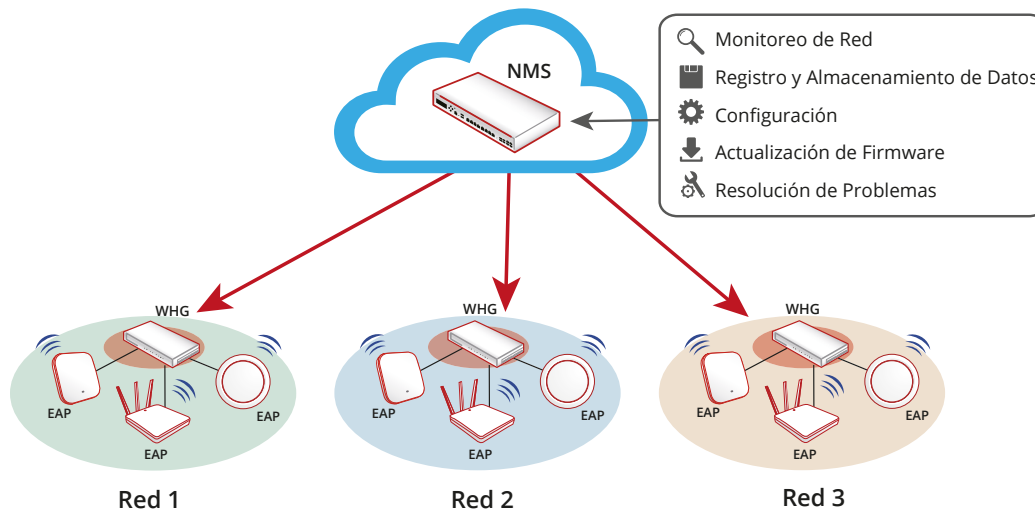 NMS
Monitoreo de Red
Registro y Almacenamiento de Datos
Configuración
Actualización de Firmware
Resolución de Problemas
WHG
EAP
EAP
EAP
Red 1
WHG
EAP
EAP
EAP
Red 2
WHG
EAP
EAP
EAP
Red 3